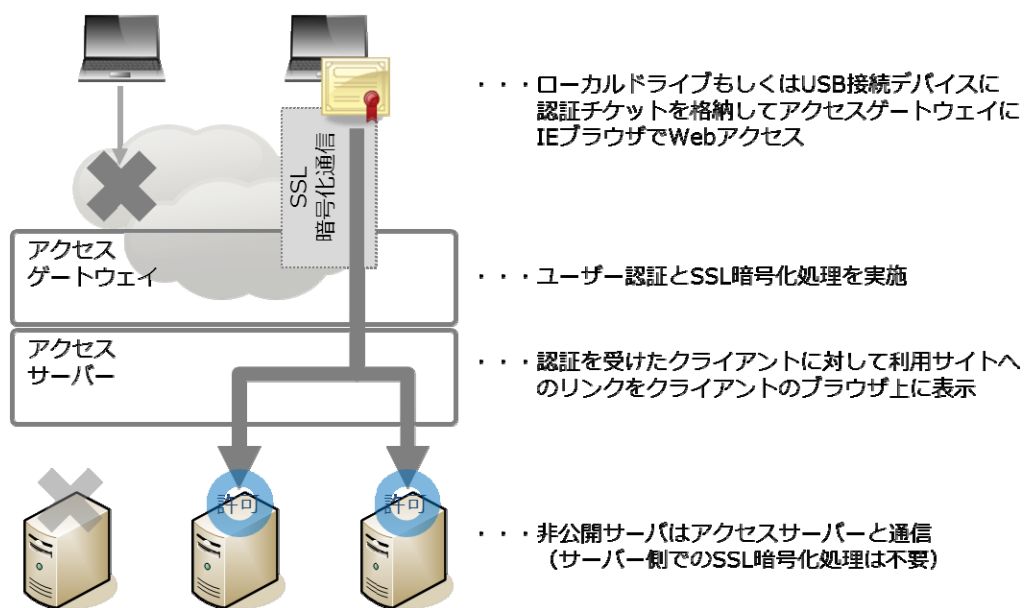 ・・・ローカルドライブもしくはUSB接続デバイスに
認証チケットを格納してアクセスゲートウェイに
IEブラウザでWebアクセス
SSL
暗号化通信
アクセス
ゲートウェイ
・・・ユーザー認証とSSL暗号化処理を実施
アクセス
サーバー
・・・認証を受けたクライアントに対して利用サイトへ
のリンクをクライアントのブラウザ上に表示
許可
許可
・・・非公開サーバはアクセスサーバーと通信
（サーバー側でのSSL暗号化処理は不要）